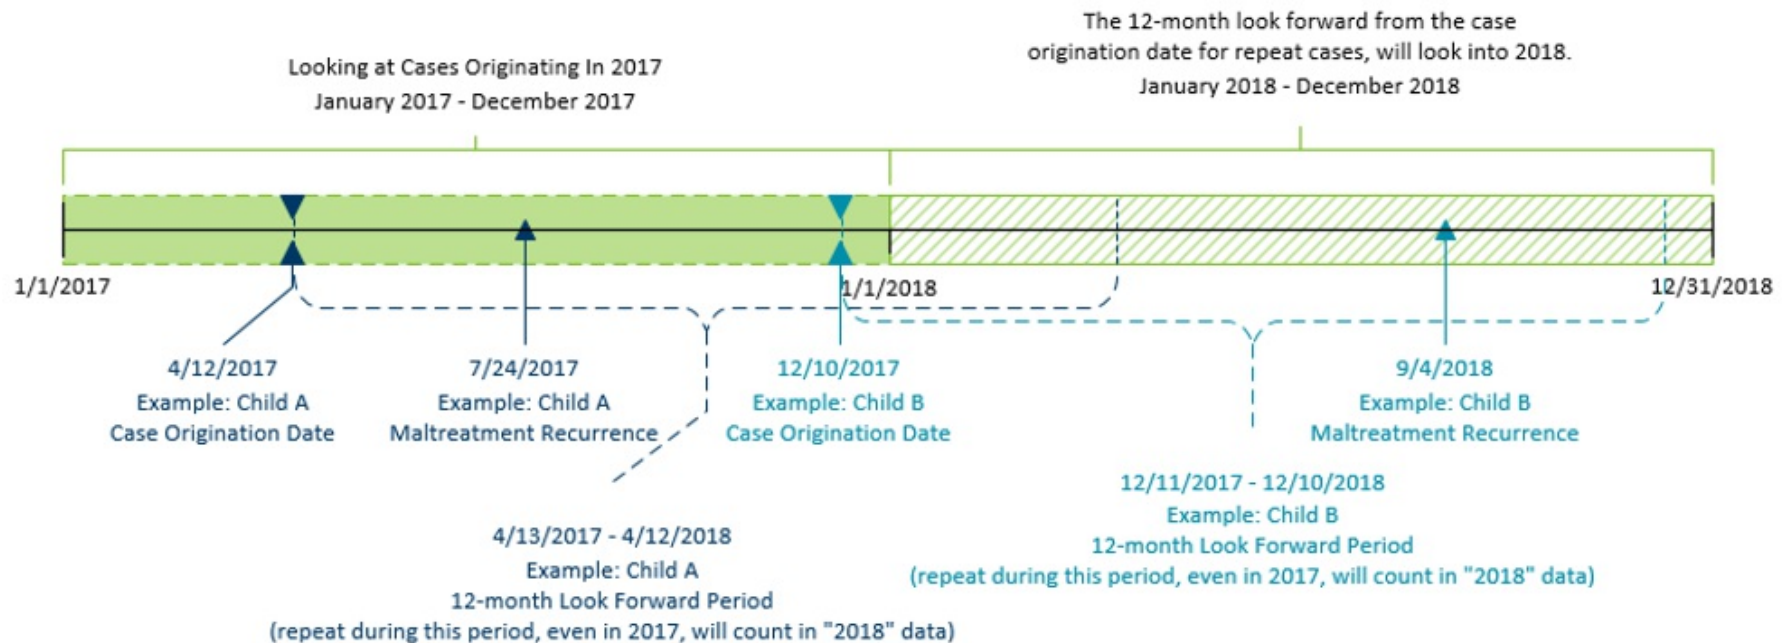 Looking at Cases Originating In 2017
January 2017 - December 2017
The 12-month look forward from the case
origination date for repeat cases, will look into 2018.
January 2018 - December 2018
1/1/2017
1/1/2018
12/31/2018
4/12/2017
Example: Child A
Case Origination Date
7/24/2017
Example: Child A
Maltreatment Recurrence
12/10/2017
Example: Child B
Case Origination Date
9/4/2018
Example: Child B
Maltreatment Recurrence
4/13/2017 - 4/12/2018
Example: Child A
12-month Look Forward Period
(repeat during this period, even in 2017, will count in "2018" data)
12/11/2017 - 12/10/2018
Example: Child B
12-month Look Forward Period
(repeat during this period, even in 2017, will count in "2018" data)